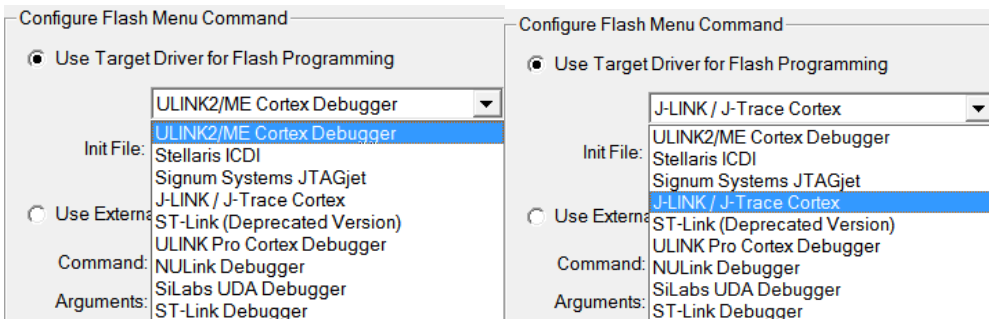 Configure Flash Menu Command
Use Target Driver for Flash Programming
ULINK2/ME Cortex Debugger
ULINK2/ME Cortex Debugger
Init File:
Stellaris ICDI
Signum Systems JTAGjet
J-LINK / J-Trace Cortex
Use Externa
ST-Link (Deprecated Version)
ULINK Pro Cortex Debugger
Command:
NULink Debugger
SiLabs UDA Debugger
Arguments:
ST-Link Debugger
Configure Flash Menu Command
Use Target Driver for Flash Programming
J-LINK / J-Trace Cortex
ULINK2/ME Cortex Debugger
Init File:
Stellaris ICDI
Signum Systems JTAGjet
J-LINK / J-Trace Cortex
Use Externa
ST-Link (Deprecated Version)
ULINK Pro Cortex Debugger
Command:
NULink Debugger
SiLabs UDA Debugger
Arguments:
ST-Link Debugger